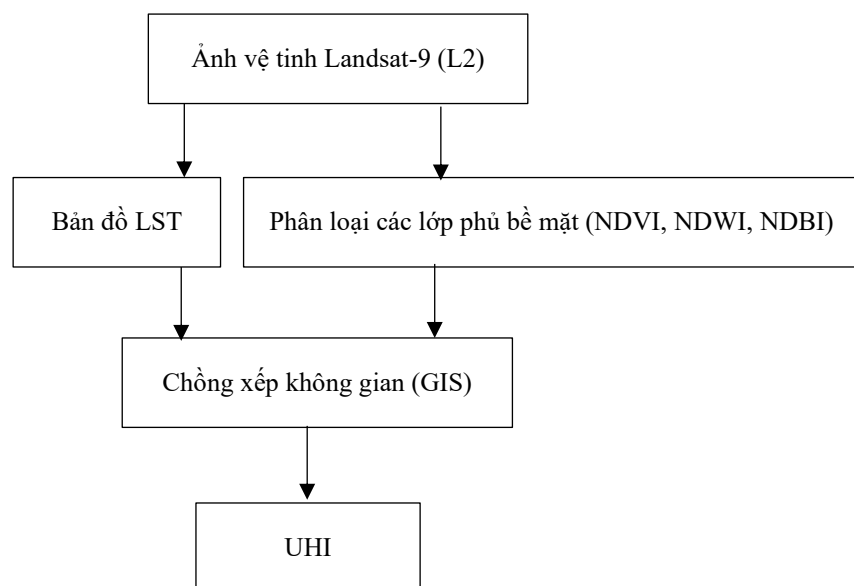 Ảnh vệ tinh Landsat-9 (L2)
Bản đồ LST
Phân loại các lớp phủ bề mặt (NDVI, NDWI, NDBI)
Chồng xếp không gian (GIS)
UHI